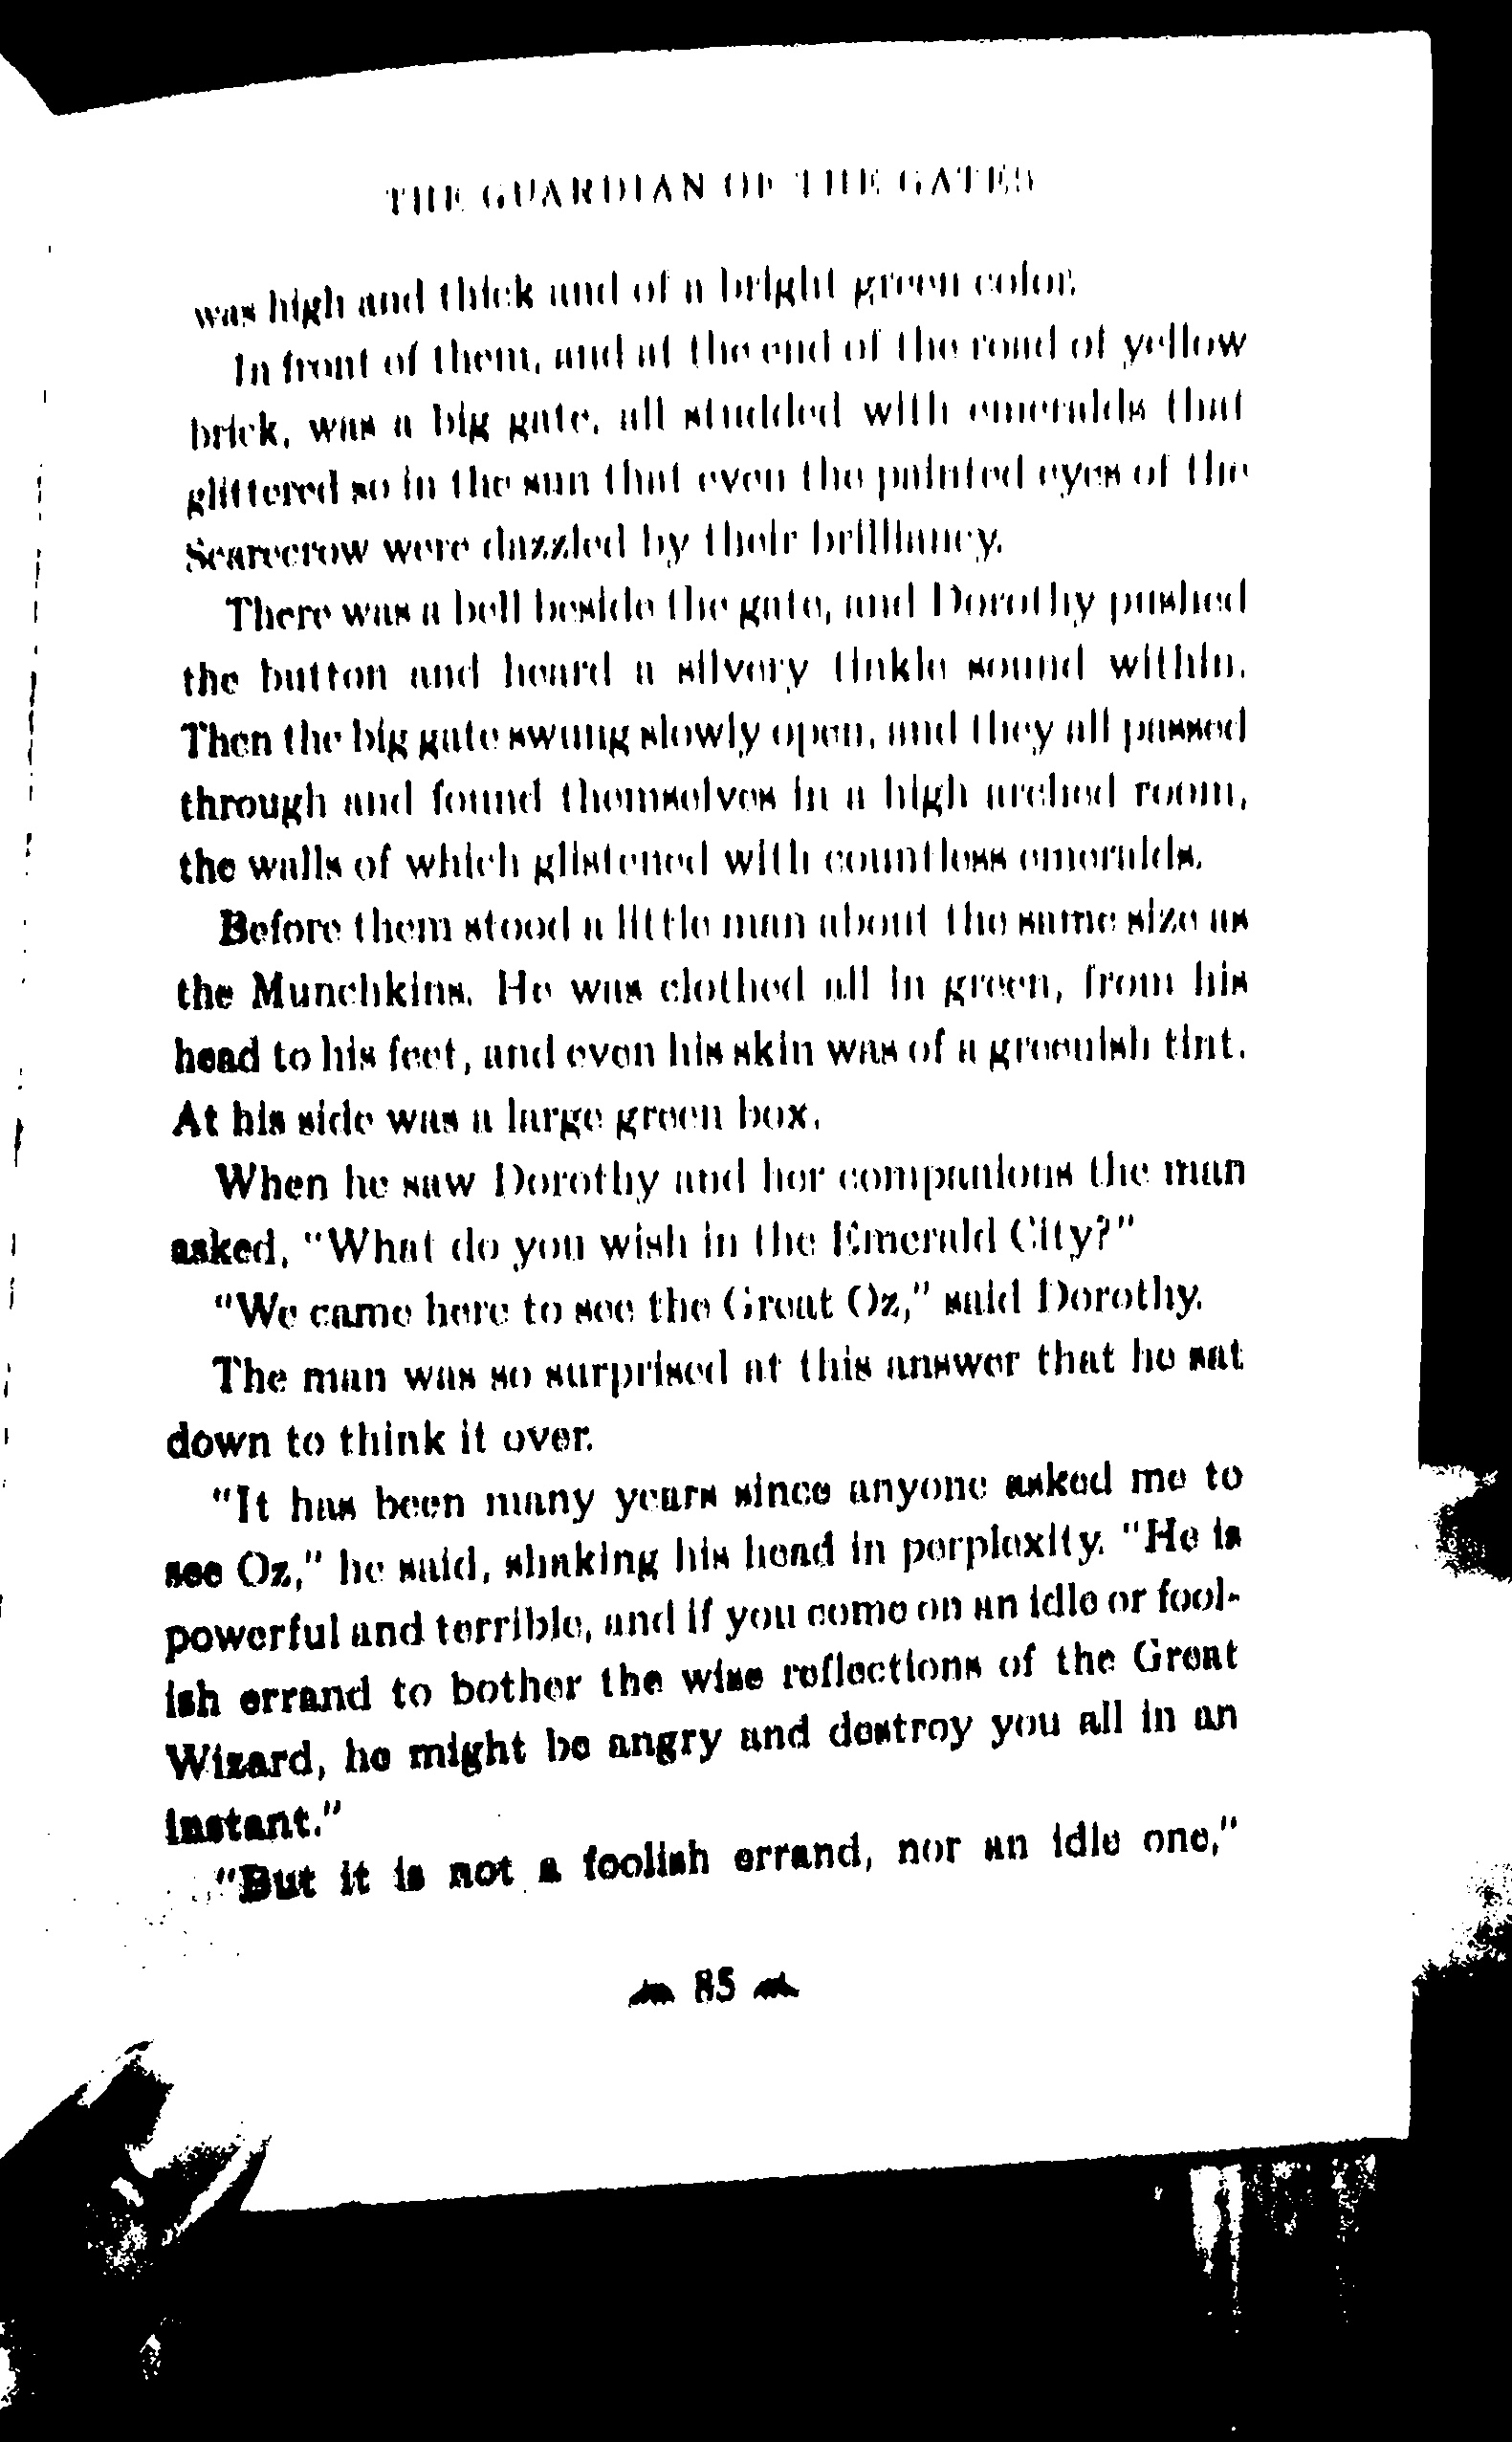 THE GUARDIAN OF THE GATES
was high and thick and of a bright green color.
In front of them, and at the end of the road of yellow
brick, was a big gate, all studded with emeralds that
glittered so in the sun that even the painted eyes of the
Scarecrow were dazzled by their brilliancy.
There was a bell beside the gate, and Dorothy pushed
the button and heard a silvery tinkle sound within.
Then the big gate swung slowly open, and they all passed
through and found themselves in a high arched room,
the walls of which glistened with countless emeralds.
Before them stood a little man about the same size as
the Munchkins. He was clothed all in green, from his
head to his feet, and even his skin was of a greenish tint.
At his side was a large green box.
When he saw Dorothy and her companions the man
asked, "What do you wish in the Emerald City?"
"We came here to see the Great Oz," said Dorothy.
The man was so surprised at this answer that he sat
down to think it over.
"It has been many years since anyone asked me to
see Oz," he said, shaking his head in perplexity. "He is
powerful and terrible, and if you come on an idle or fool-
ish errand to bother the wise reflections of the Great
Wizard, he might be angry and destroy you all in an
instant."
"But it is not a foolish errand, nor an idle one,"
85